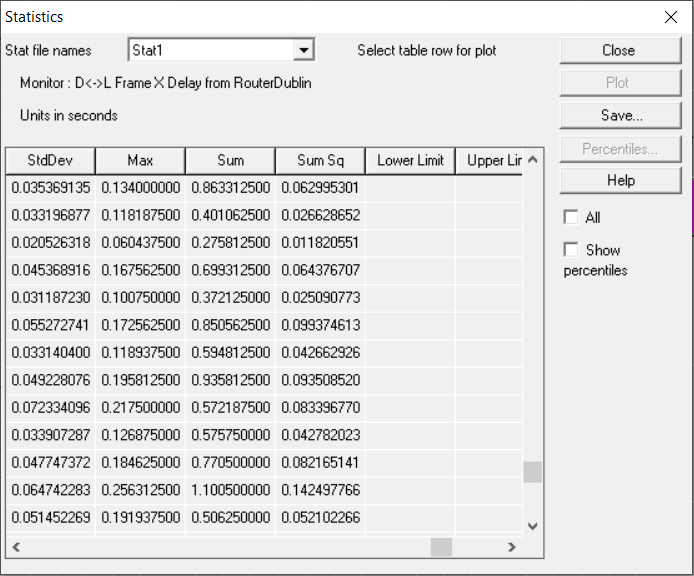 Statistics
Stat file names Stat1 Select table row for plot Close
Monitor : D<->L Frame X Delay from RouterDublin Plot
Units in seconds Save...
StdDev Max Sum Sum Sq Lower Limit Upper Lir Percentiles...
0.035369135 0.134000000 0.863312500 0.062995301 Help
0.033196877 0.118187500 0.401062500 0.026628652 All
0.020526318 0.060437500 0.275812500 0.011820551 Show
0.045368916 0.167562500 0.699312500 0.064376707 percentiles
0.031187230 0.100750000 0.372125000 0.025090773
0.055272741 0.172562500 0.850562500 0.099374613
0.033140400 0.118937500 0.594812500 0.042662926
0.049228076 0.195812500 0.935812500 0.093508520
0.072334096 0.217500000 0.572187500 0.083396770
0.033907287 0.126875000 0.575750000 0.042782023
0.047747372 0.184625000 0.770500000 0.082165141
0.064742283 0.256312500 1.100500000 0.142497766
0.051452269 0.191937500 0.506250000 0.052102266